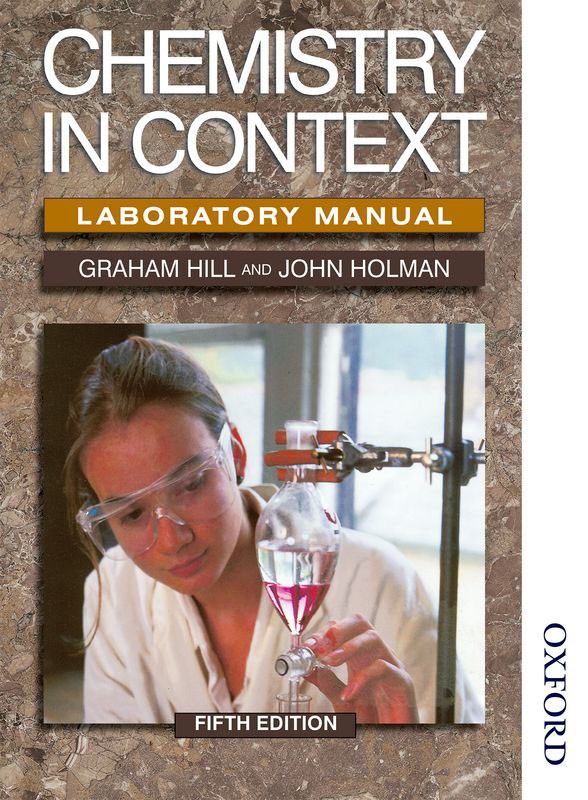 CHEMISTRY
IN CONTEXT
LABORATORY MANUAL
GRAHAM HILL AND JOHN HOLMAN
FIFTH EDITION
OXFORD